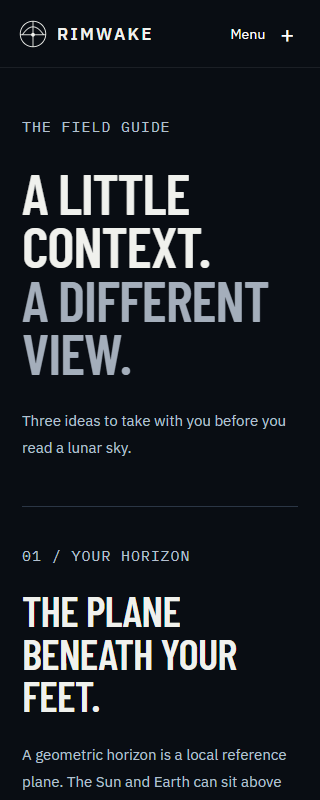 RIMWAKE
Menu +
THE FIELD GUIDE
A LITTLE
CONTEXT.
A DIFFERENT
VIEW.
Three ideas to take with you before you
read a lunar sky.
01 / YOUR HORIZON
THE PLANE
BENEATH YOUR
FEET.
A geometric horizon is a local reference
plane. The Sun and Earth can sit above